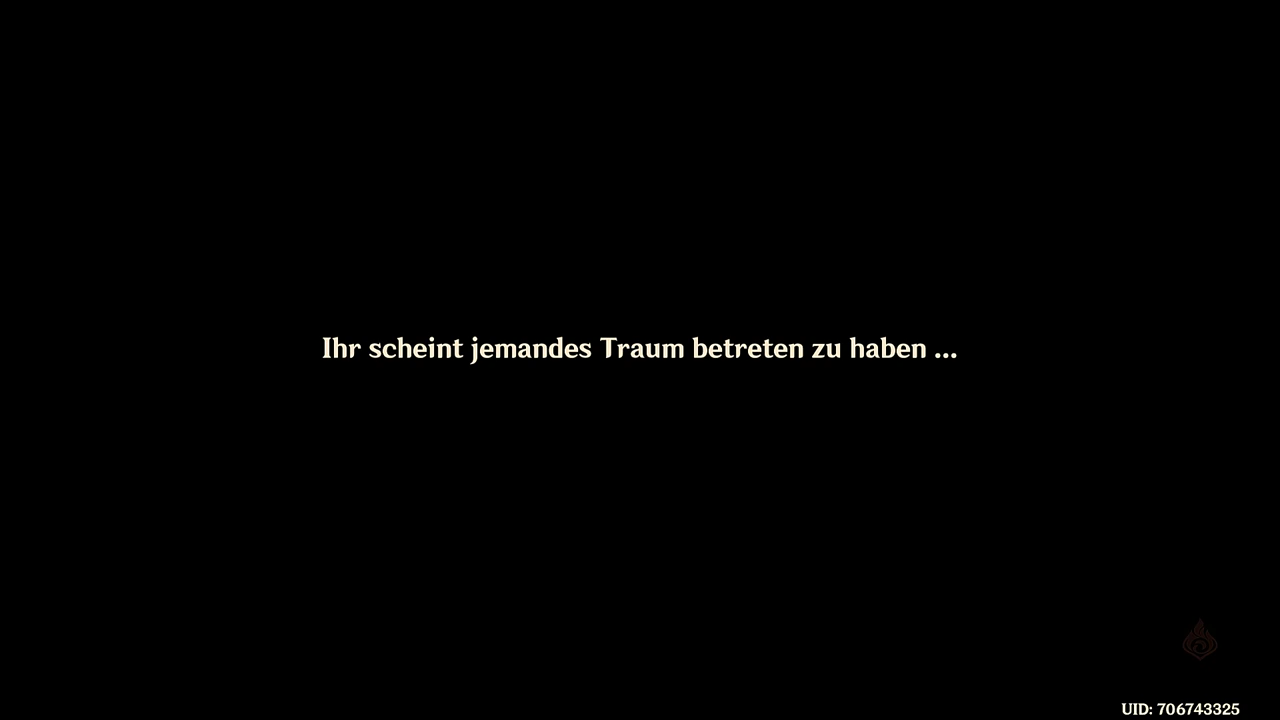 Ihr scheint jemandes Traum betreten zu haben ...
UID: 706743325